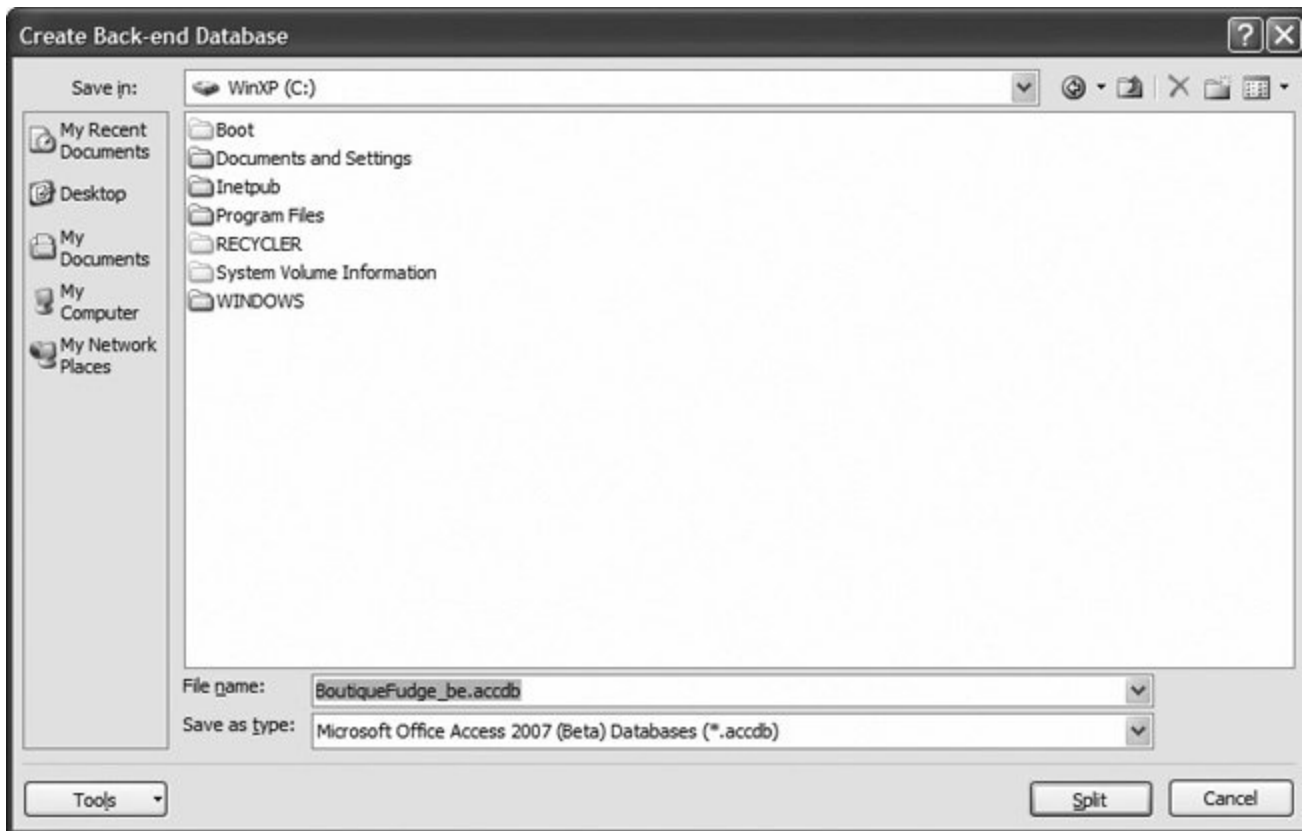 Create Back-end Database
Save in:
WinXP (C:)
My Recent
Documents
Desktop
My
Documents
My
Computer
My Network
Places
Boot
Documents and Settings
Inetpub
Program Files
RECYCLER
System Volume Information
WINDOWS
File name:
BoutiqueFudge_be.accdb
Save as type:
Microsoft Office Access 2007 (Beta) Databases (*.accdb)
Tools
Split
Cancel